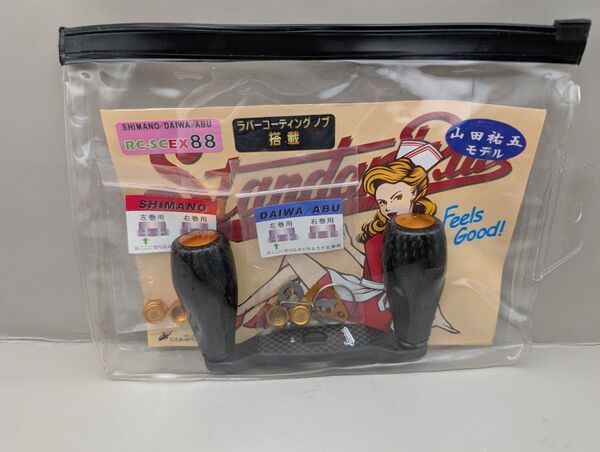 SHIMANO/DAIWA/ABU
RC-SCEX88
ラバーコーティング ノブ
搭載
山田祐五
モデル
Standard Plus
SHIMANO
左巻用 右巻用
DAIWA/ABU
左巻用 右巻用
Feels
Good!